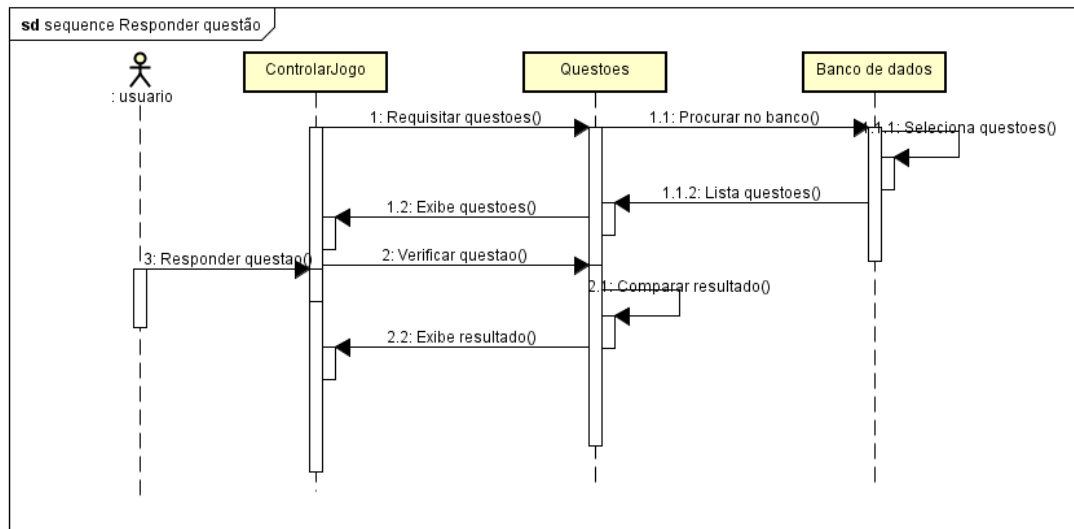 sd sequence Responder questão
: usuario
ControlarJogo
Questoes
Banco de dados
1: Requisitar questoes()
1.1: Procurar no banco()
1.1.1: Seleciona questoes()
1.1.2: Lista questoes()
1.2: Exibe questoes()
3: Responder questao()
2: Verificar questao()
2.1: Comparar resultado()
2.2: Exibe resultado()